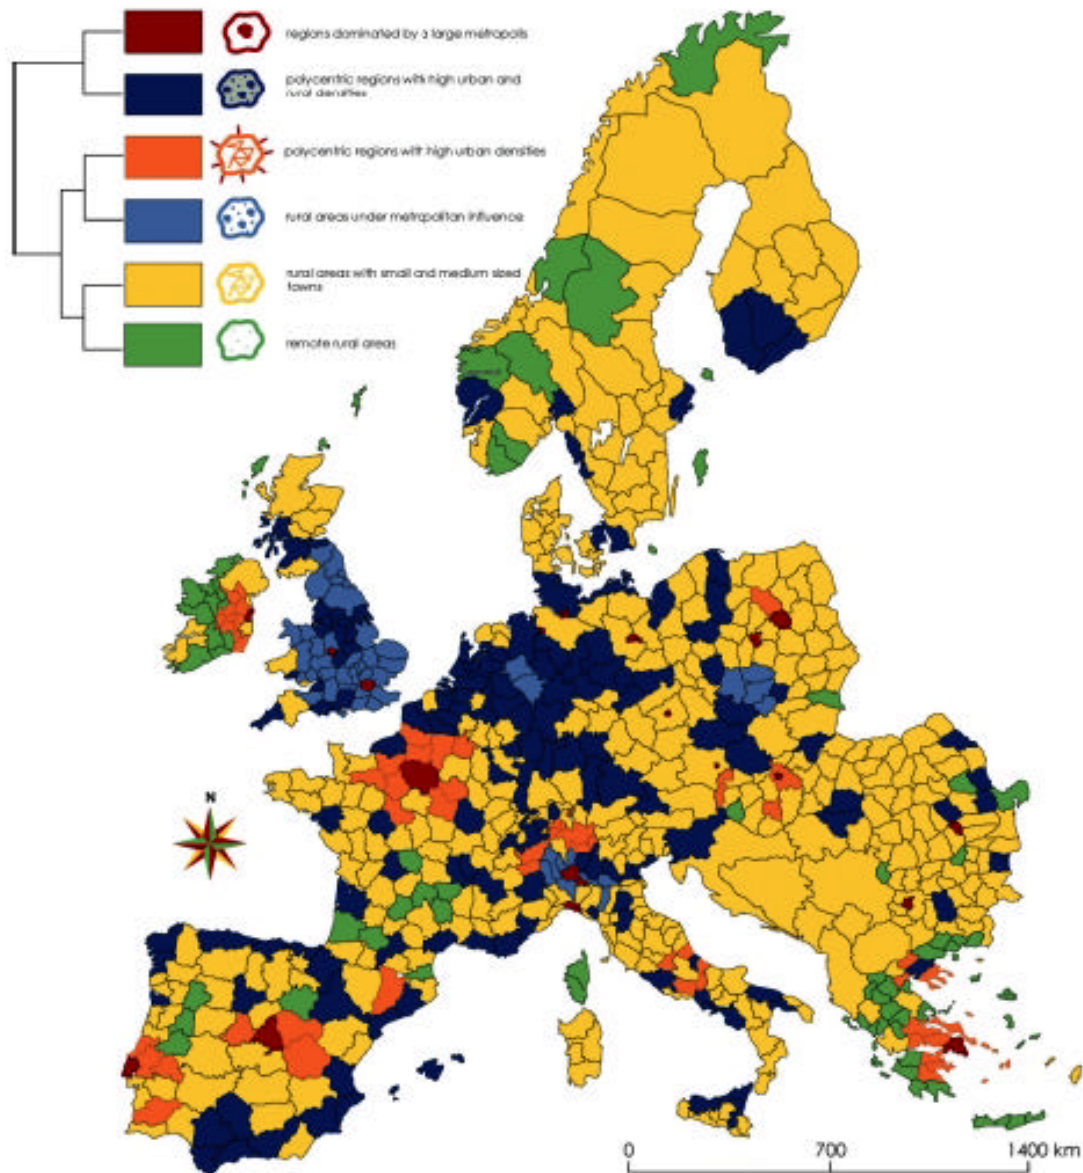 regions dominated by a large metropolis
polycentric regions with high urban and
rural densities
polycentric regions with high urban densities
rural areas under metropolitan influence
rural areas with small and medium sized
towns
remote rural areas
N
0 700 1400 km